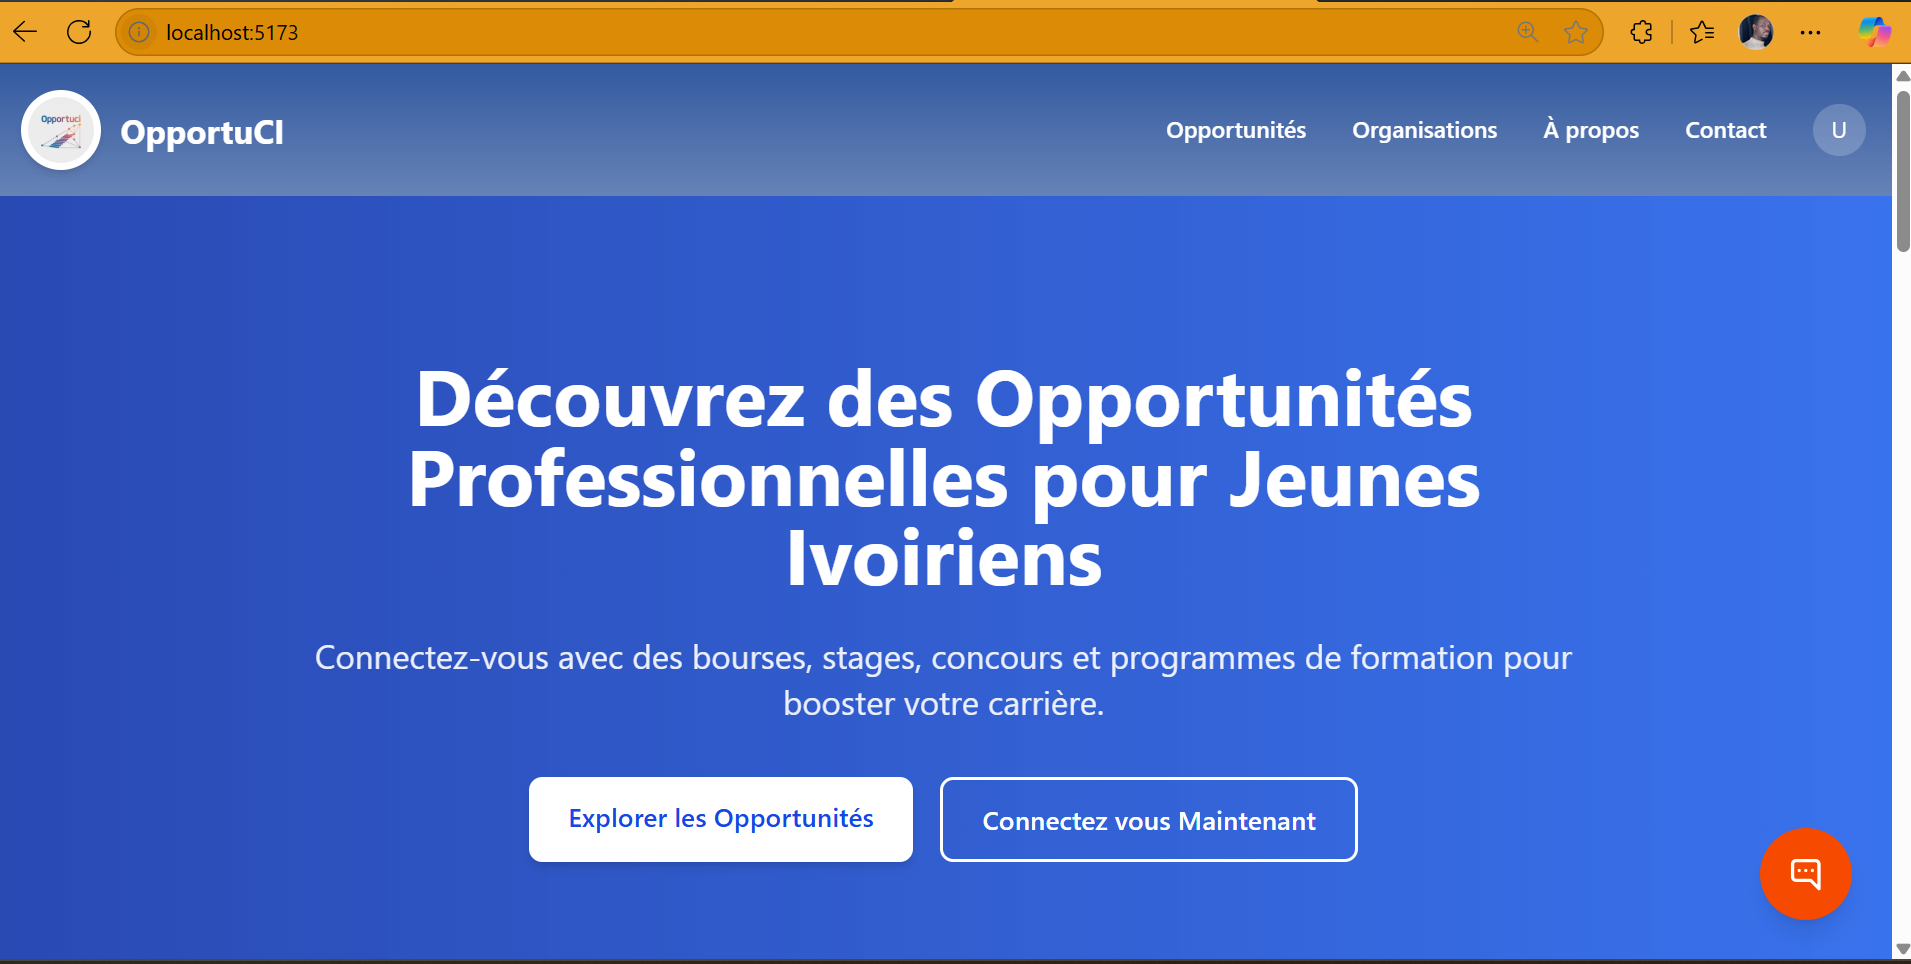 localhost:5173
Opportuci
OpportuCI
Opportunités
Organisations
À propos
Contact
U
Découvrez des Opportunités
Professionnelles pour Jeunes
Ivoiriens
Connectez-vous avec des bourses, stages, concours et programmes de formation pour
booster votre carrière.
Explorer les Opportunités
Connectez vous Maintenant